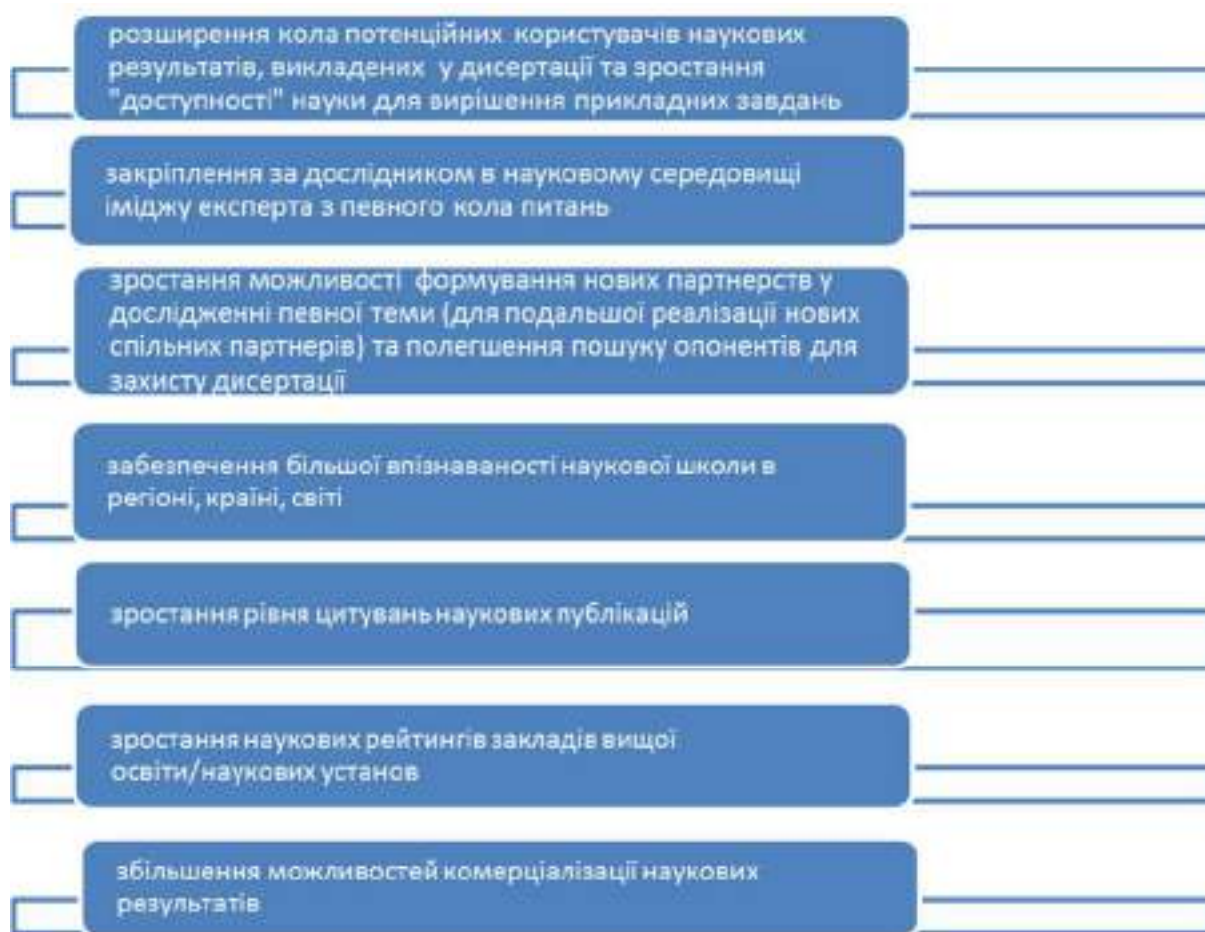 розширення кола потенційних користувачів наукових
результатів, викладених у дисертації та зростання
"доступності" науки для вирішення прикладних завдань
закріплення за дослідником в науковому середовищі
іміджу експерта з певного кола питань
зростання можливості формування нових партнерств у
дослідженні певної теми (для подальшої реалізації нових
спільних партнерів) та полегшення пошуку опонентів для
захисту дисертації
забезпечення більшої впізнаваності наукової школи в
регіоні, країні, світі
зростання рівня цитувань наукових публікацій
зростання наукових рейтингів закладів вищої
освіти/наукових установ
збільшення можливостей комерціалізації наукових
результатів